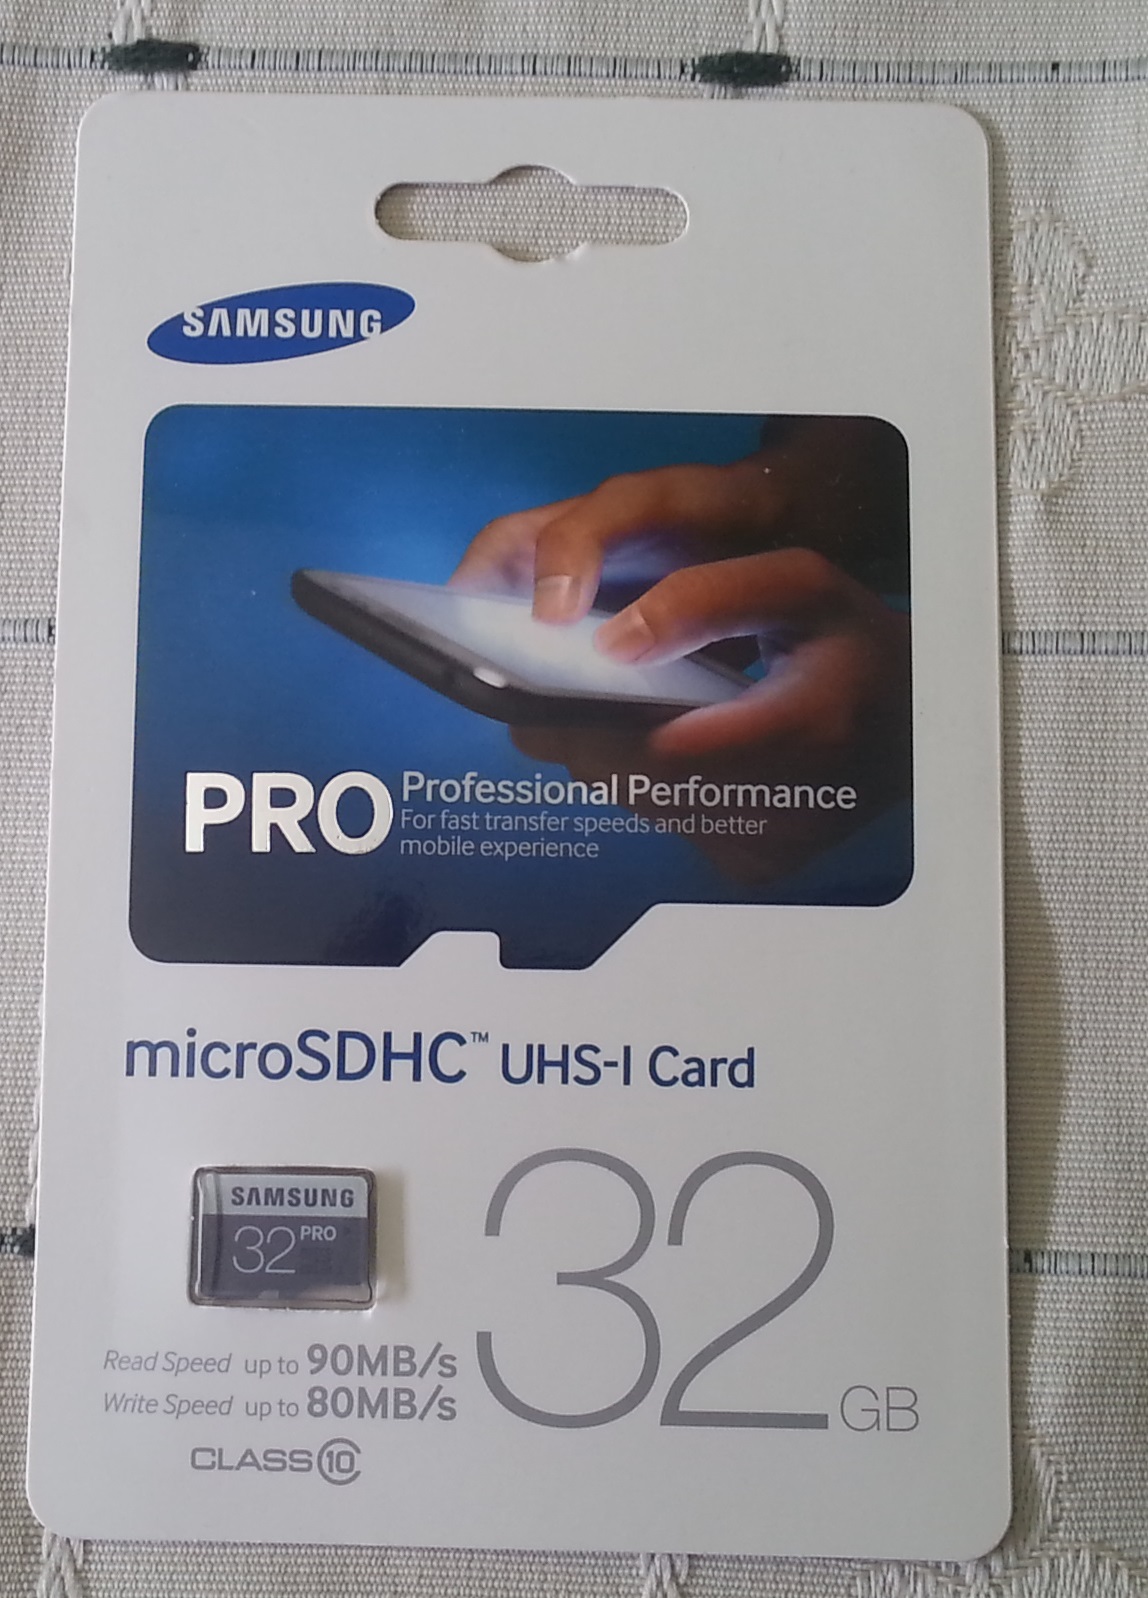 SAMSUNG
PRO Professional Performance
For fast transfer speeds and better
mobile experience
microSDHC™ UHS-I Card
SAMSUNG
32 PRO
32 GB
Read Speed up to 90MB/s
Write Speed up to 80MB/s
CLASS 10